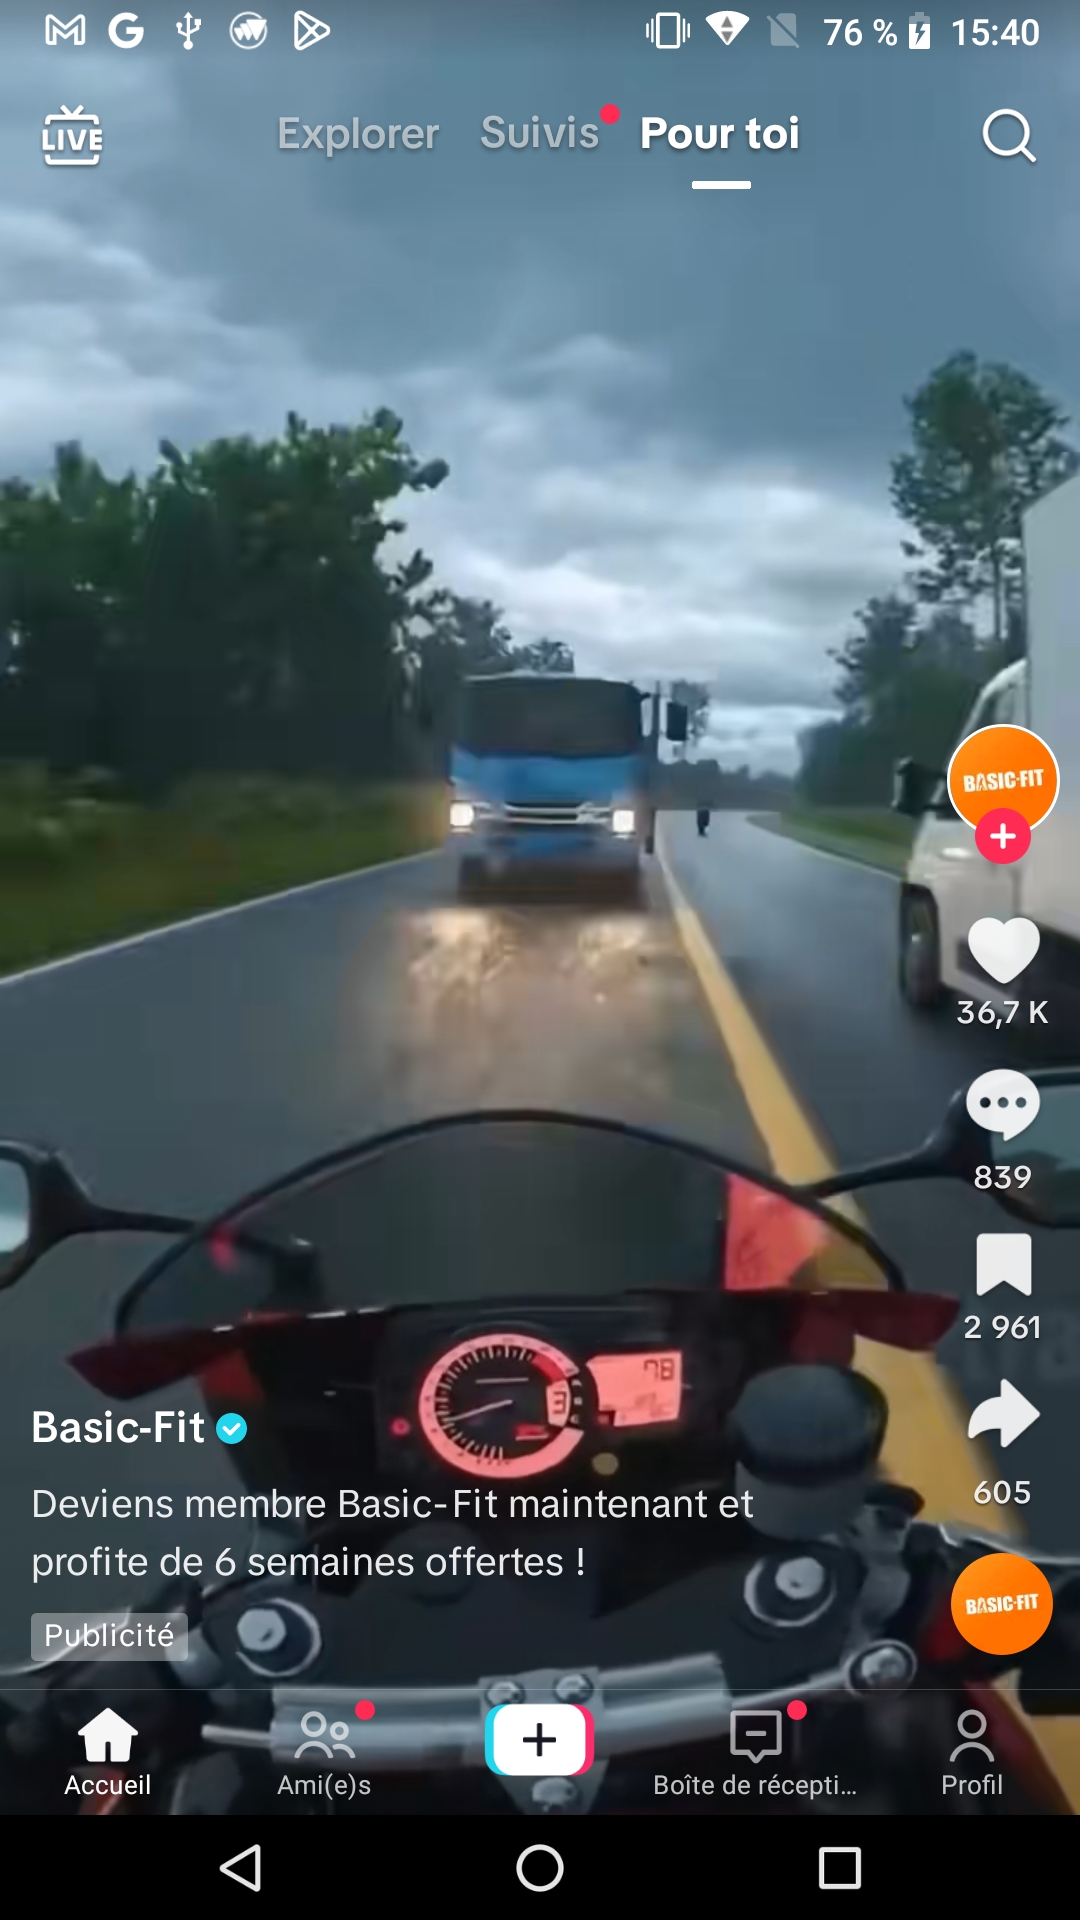 76 % 15:40
LIVE Explorer Suivis Pour toi
BASIC-FIT
36,7 K
839
2 961
78
3
Basic-Fit
605
Deviens membre Basic-Fit maintenant et
profite de 6 semaines offertes !
BASIC-FIT
Publicité
Accueil Ami(e)s Boîte de récepti... Profil